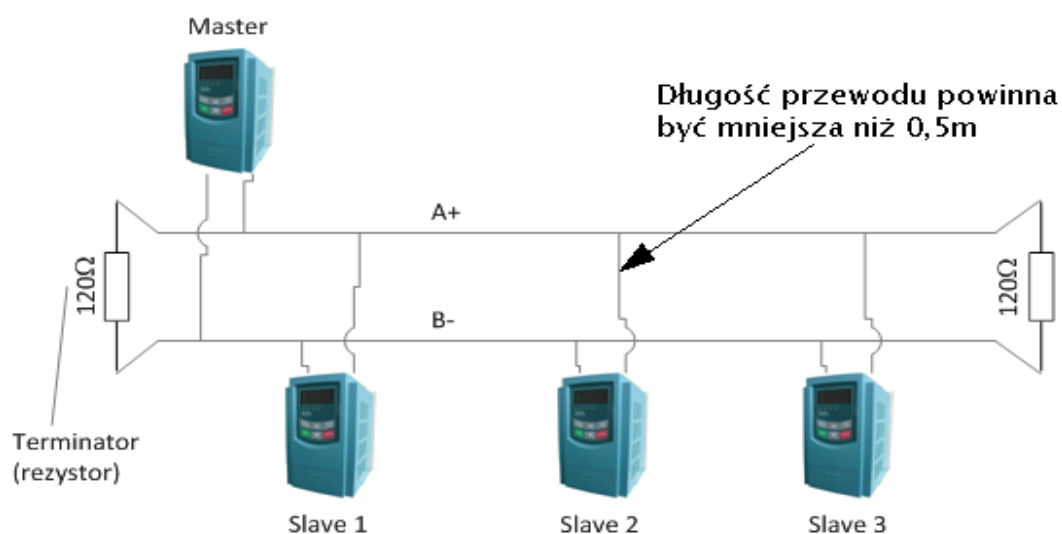 Master
Długość przewodu powinna
być mniejsza niż 0,5m
A+
120Ω
120Ω
B-
Terminator
(rezystor)
Slave 1
Slave 2
Slave 3